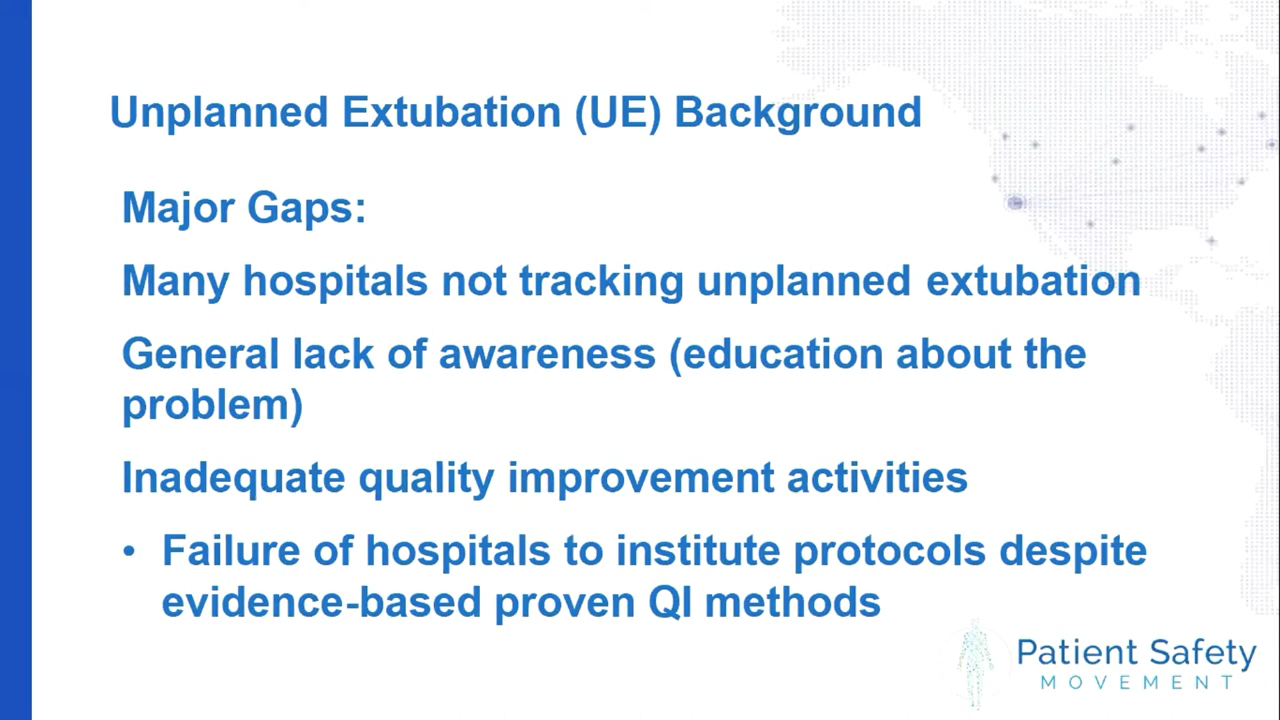 Unplanned Extubation (UE) Background
Major Gaps:
Many hospitals not tracking unplanned extubation
General lack of awareness (education about the
problem)
Inadequate quality improvement activities
• Failure of hospitals to institute protocols despite
evidence-based proven QI methods
Patient Safety
MOVEMENT